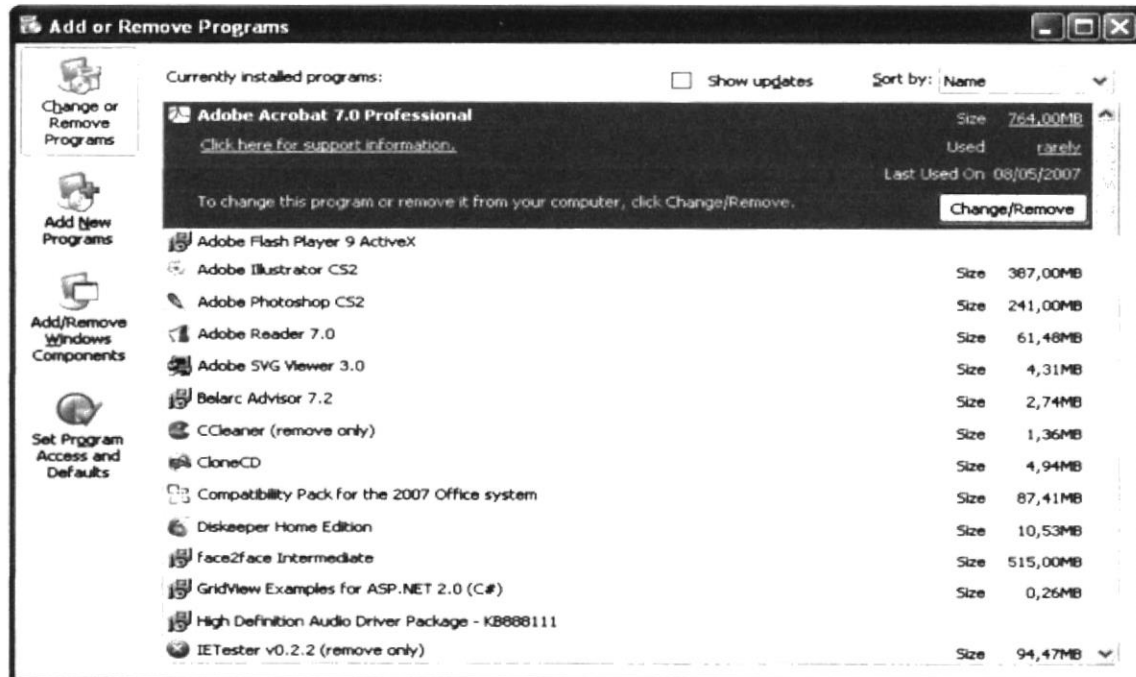 Add or Remove Programs
Change or
Remove
Programs
Add New
Programs
Add/Remove
Windows
Components
Set Program
Access and
Defaults
Currently installed programs:
Show updates
Sort by: Name
Adobe Acrobat 7.0 Professional Size 764,00MB
Click here for support information. Used rarely
Last Used On 08/05/2007
To change this program or remove it from your computer, click Change/Remove. Change/Remove
Adobe Flash Player 9 ActiveX
Adobe Illustrator CS2 Size 387,00MB
Adobe Photoshop CS2 Size 241,00MB
Adobe Reader 7.0 Size 61,48MB
Adobe SVG Viewer 3.0 Size 4,31MB
Belarc Advisor 7.2 Size 2,74MB
CCleaner (remove only) Size 1,36MB
CloneCD Size 4,94MB
Compatibility Pack for the 2007 Office system Size 87,41MB
Diskeeper Home Edition Size 10,53MB
face2face Intermediate Size 515,00MB
GridView Examples for ASP.NET 2.0 (C#) Size 0,26MB
High Definition Audio Driver Package - KB888111
IETester v0.2.2 (remove only) Size 94,47MB